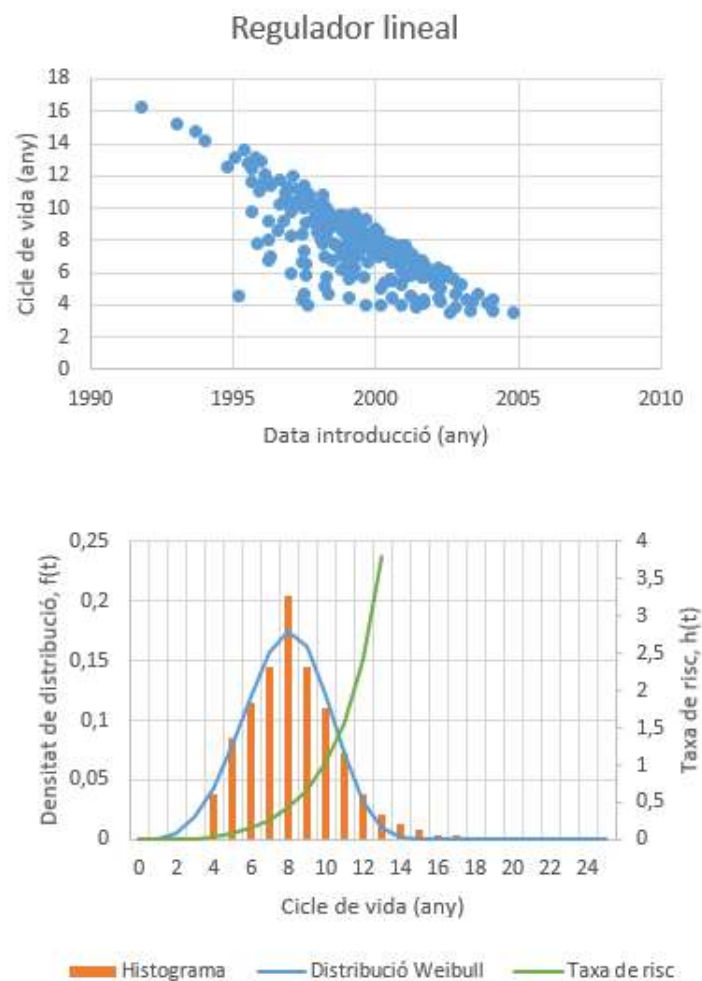 Regulador lineal
Cicle de vida (any)
18
16
14
12
10
8
6
4
2
0
1990 1995 2000 2005 2010
Data introducció (any)
Densitat de distribució, f(t)
0,25
0,2
0,15
0,1
0,05
0
4
3,5
3
2,5
2
1,5
1
0,5
0
Taxa de risc, h(t)
0 2 4 6 8 10 12 14 16 18 20 22 24
Cicle de vida (any)
Histograma Distribució Weibull Taxa de risc